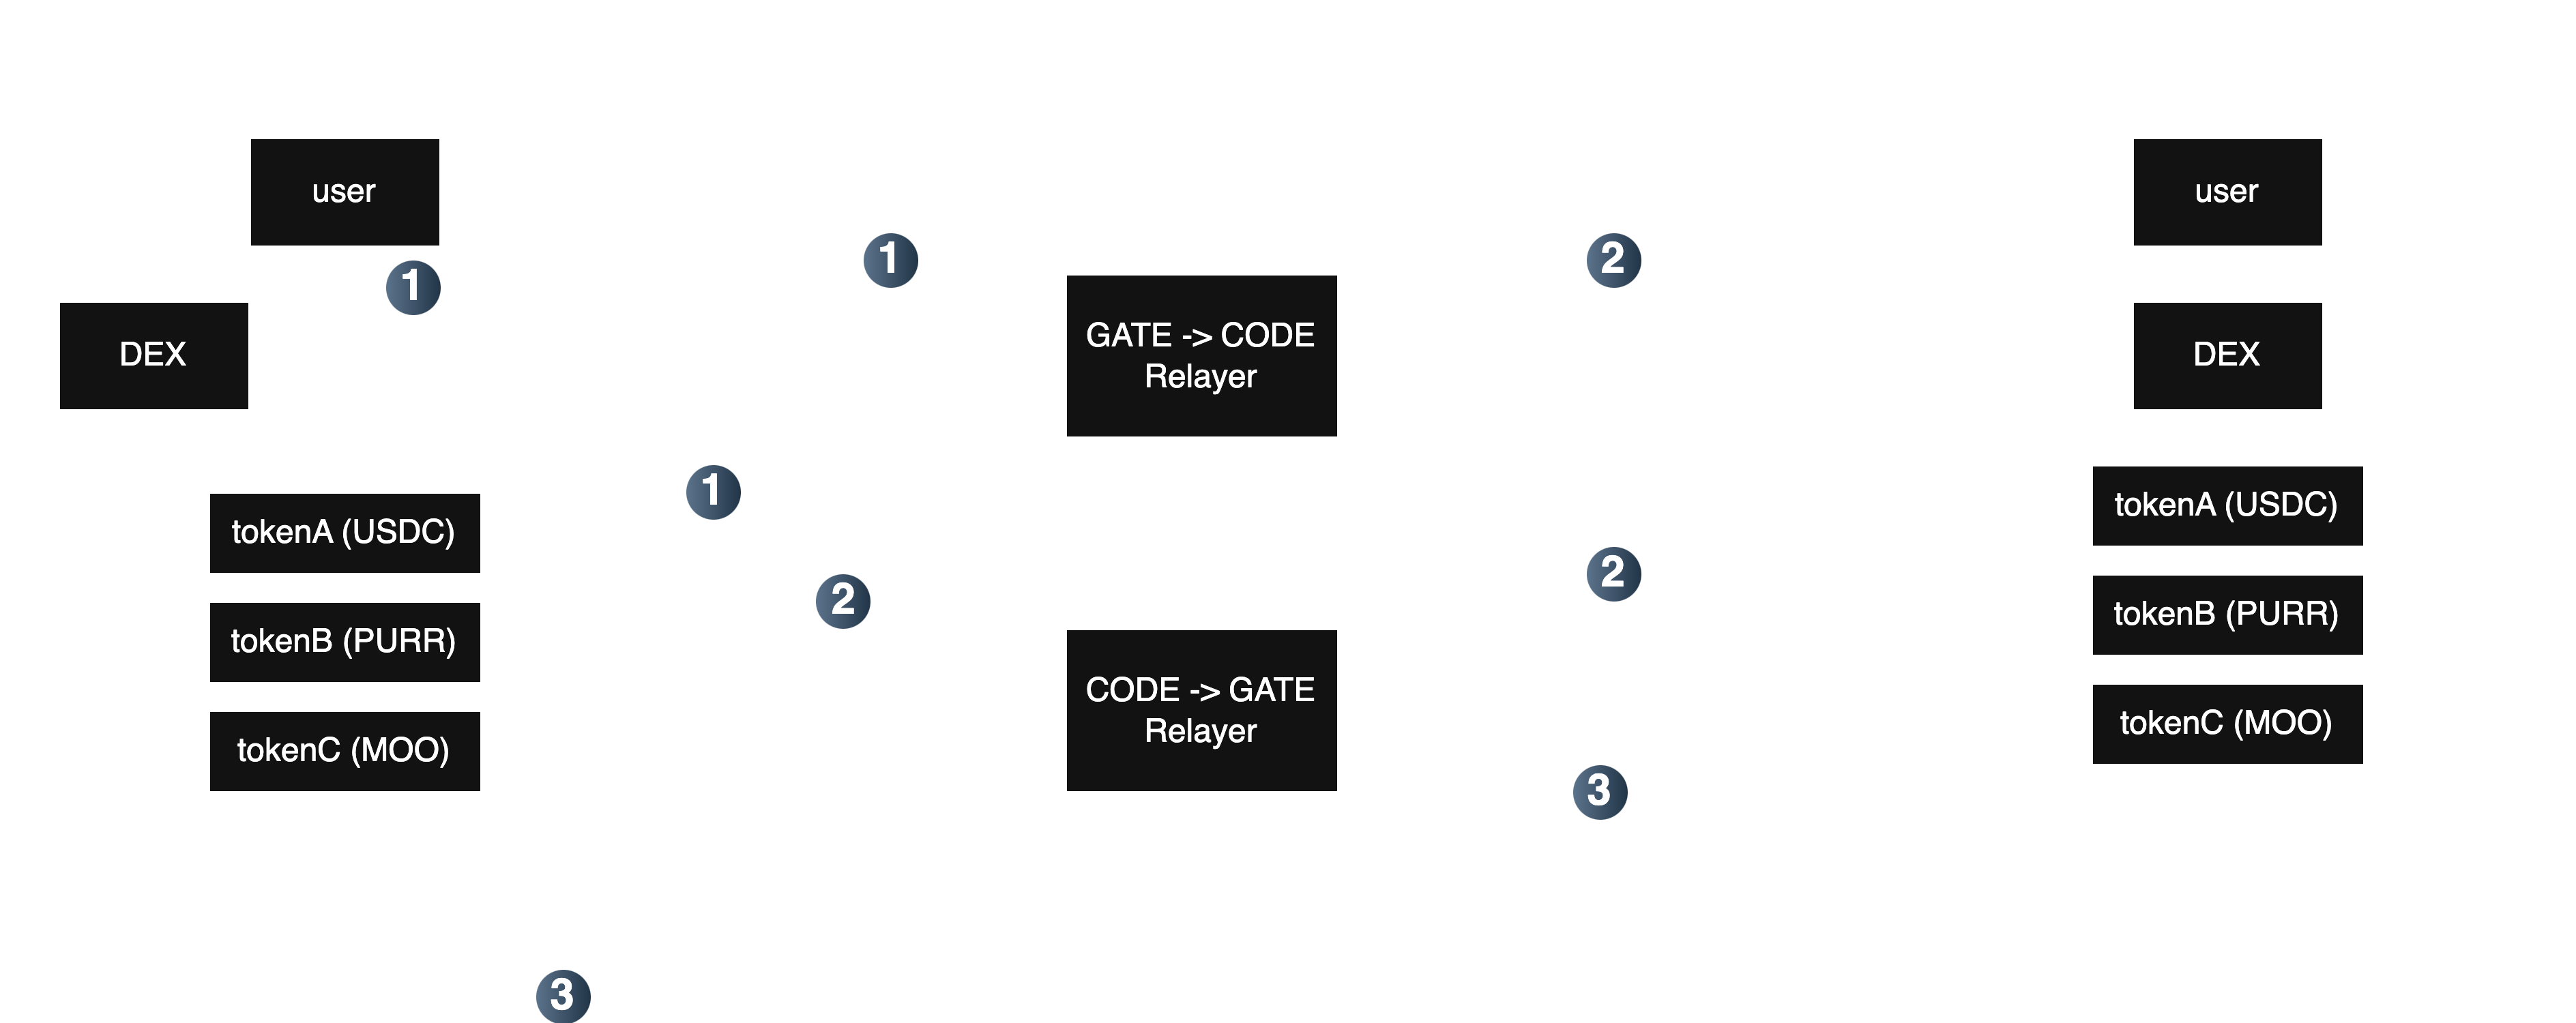 user
user
1
1
2
DEX
GATE -> CODE
Relayer
DEX
1
tokenA (USDC)
tokenA (USDC)
2
2
tokenB (PURR)
tokenB (PURR)
CODE -> GATE
Relayer
tokenC (MOO)
tokenC (MOO)
3
3